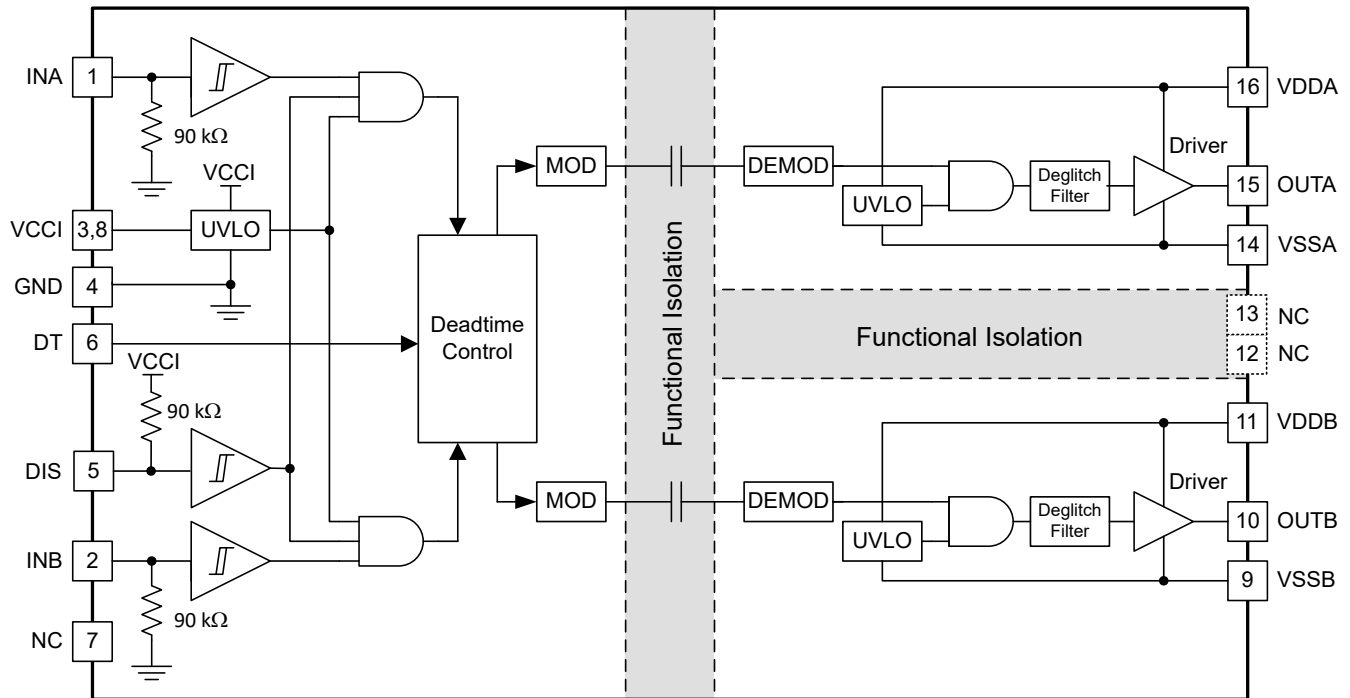 INA
1
90 kΩ
VCCI
VCCI
3,8
UVLO
GND
4
DT
6
VCCI
90 kΩ
DIS
5
INB
2
90 kΩ
NC
7
Deadtime
Control
MOD
MOD
Functional Isolation
DEMOD
UVLO
Deglitch
Filter
Driver
16
VDDA
15
OUTA
14
VSSA
Functional Isolation
13
NC
12
NC
DEMOD
UVLO
Deglitch
Filter
Driver
11
VDDB
10
OUTB
9
VSSB